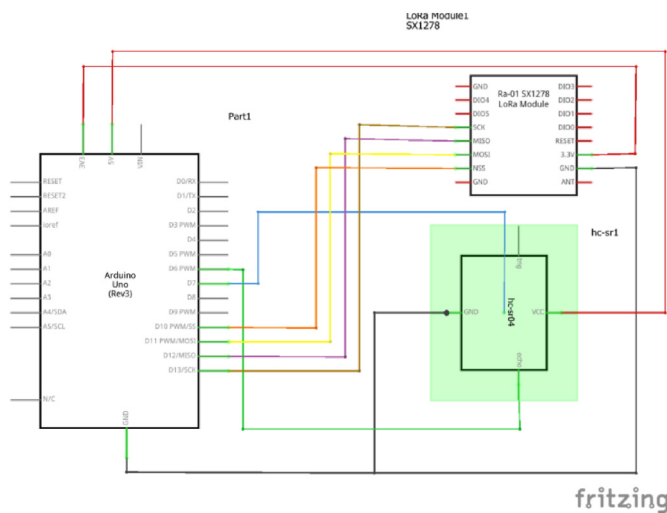 LoRa Module1
SX1278
Part1
3V3
5V
VIN
RESET
RESET2
AREF
ioref
A0
A1
A2
A3
A4/SDA
A5/SCL
N/C
Arduino
Uno
(Rev3)
D0/RX
D1/TX
D2
D3 PWM
D4
D5 PWM
D6 PWM
D7
D8
D9 PWM
D10 PWM/SS
D11 PWM/MOSI
D12/MISO
D13/SCK
GND
GND
DIO4
DIO5
SCK
MISO
MOSI
NSS
GND
Ra-01 SX1278
LoRa Module
DIO3
DIO2
DIO1
DIO0
RESET
3.3V
GND
ANT
hc-sr1
trig
GND
hc-sr04
VCC
echo
fritzing